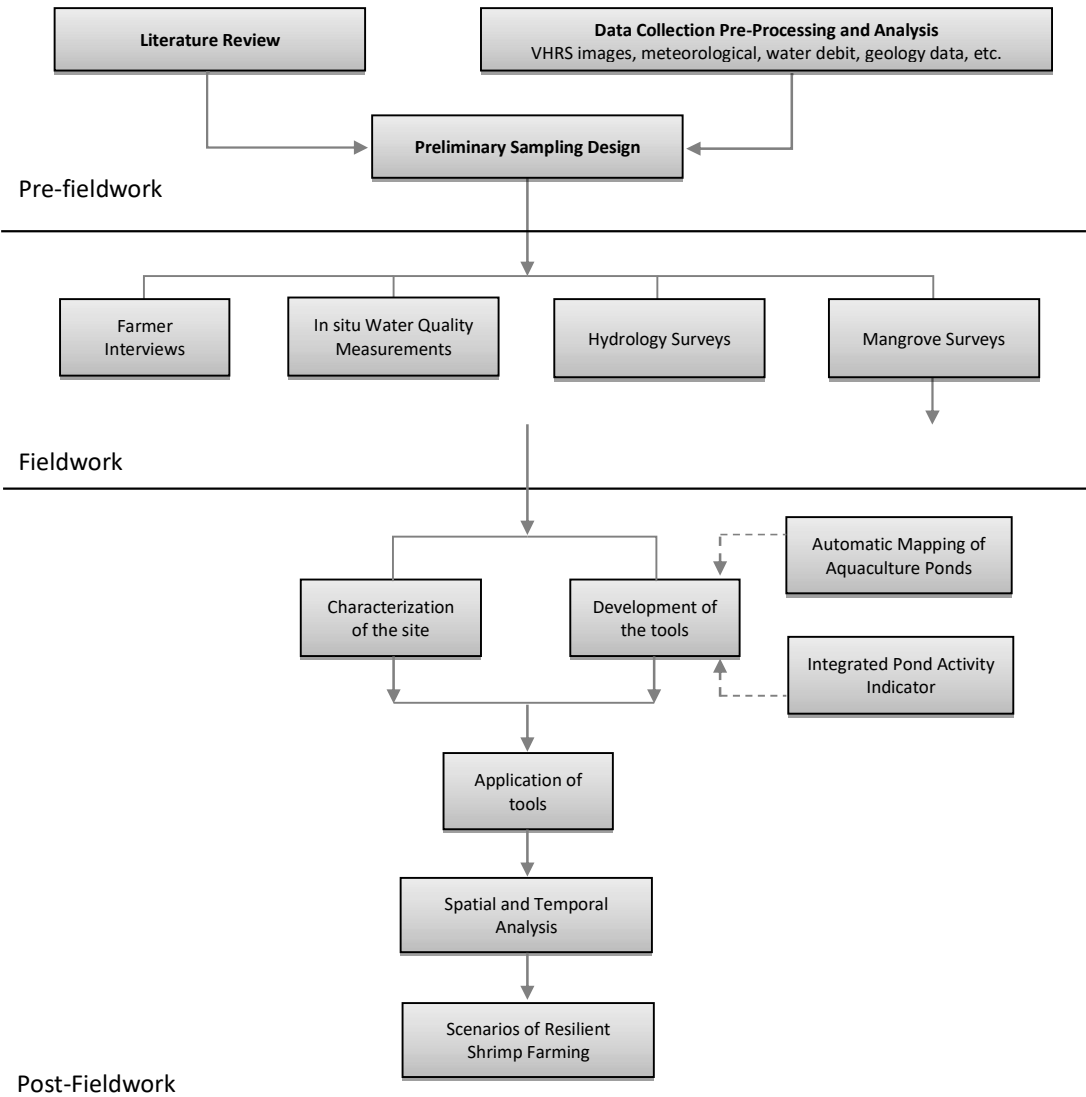 Literature Review
Data Collection Pre-Processing and Analysis
VHRS images, meteorological, water debit, geology data, etc.
Preliminary Sampling Design
Pre-fieldwork
Farmer
Interviews
In situ Water Quality
Measurements
Hydrology Surveys
Mangrove Surveys
Fieldwork
Automatic Mapping of
Aquaculture Ponds
Characterization
of the site
Development of
the tools
Integrated Pond Activity
Indicator
Application of
tools
Spatial and Temporal
Analysis
Scenarios of Resilient
Shrimp Farming
Post-Fieldwork